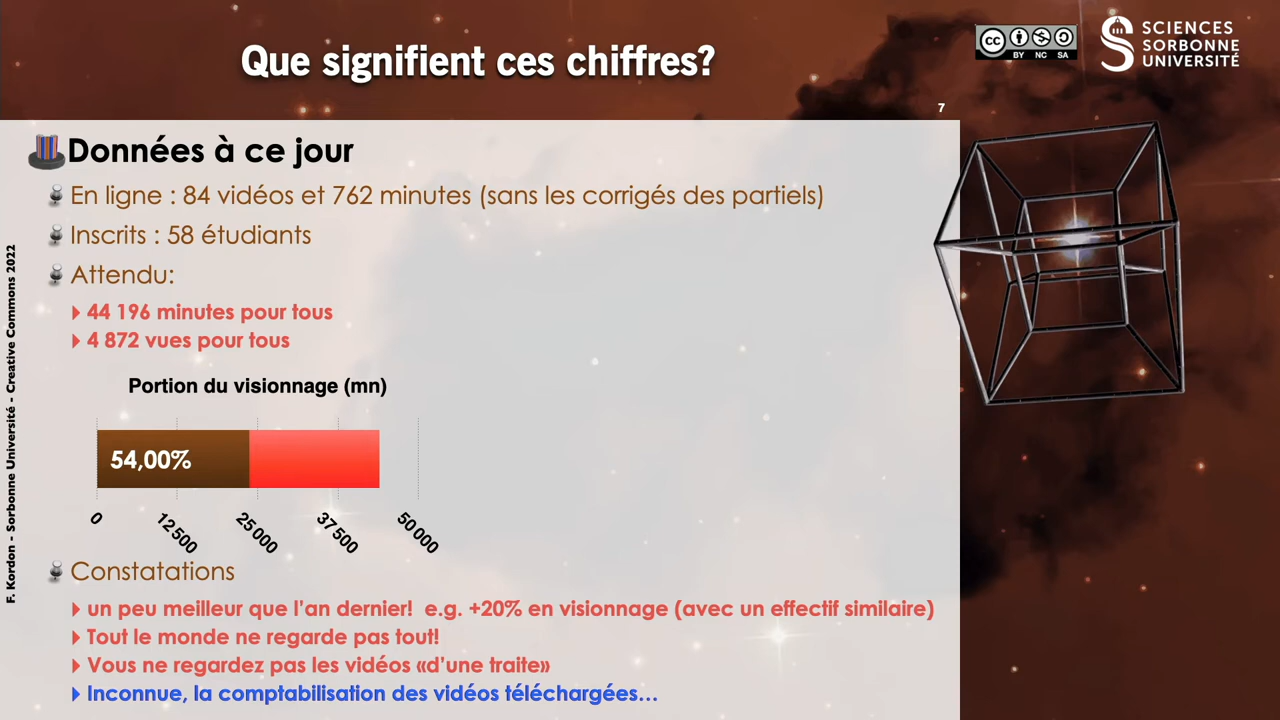 Que signifient ces chiffres?
cc
BY NC SA
SCIENCES
SORBONNE
UNIVERSITÉ
7
Données à ce jour
En ligne : 84 vidéos et 762 minutes (sans les corrigés des partiels)
Inscrits : 58 étudiants
Attendu:
44 196 minutes pour tous
4 872 vues pour tous
Portion du visionnage (mn)
54,00%
0
12 500
25 000
37 500
50 000
Constatations
un peu meilleur que l'an dernier! e.g. +20% en visionnage (avec un effectif similaire)
Tout le monde ne regarde pas tout!
Vous ne regardez pas les vidéos «d'une traite»
Inconnue, la comptabilisation des vidéos téléchargées...
F. Kordon - Sorbonne Université - Creative Commons 2022